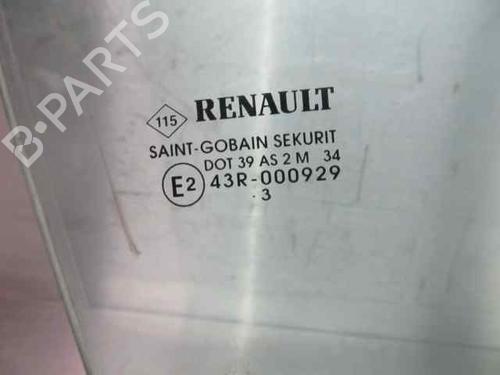 B-PARTS
115 RENAULT
SAINT-GOBAIN SEKURIT
DOT 39 AS 2 M 34
E2 43R-000929
. 3